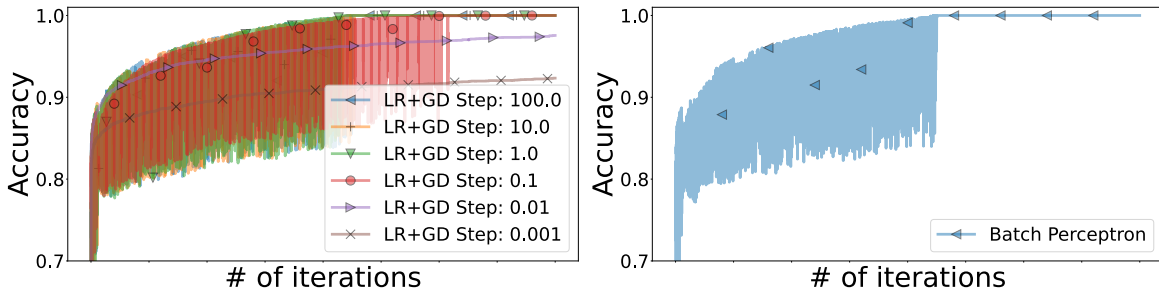 1.0
0.9
0.8
0.7
Accuracy
LR+GD Step: 100.0
LR+GD Step: 10.0
LR+GD Step: 1.0
LR+GD Step: 0.1
LR+GD Step: 0.01
LR+GD Step: 0.001
# of iterations
1.0
0.9
0.8
0.7
Accuracy
Batch Perceptron
# of iterations